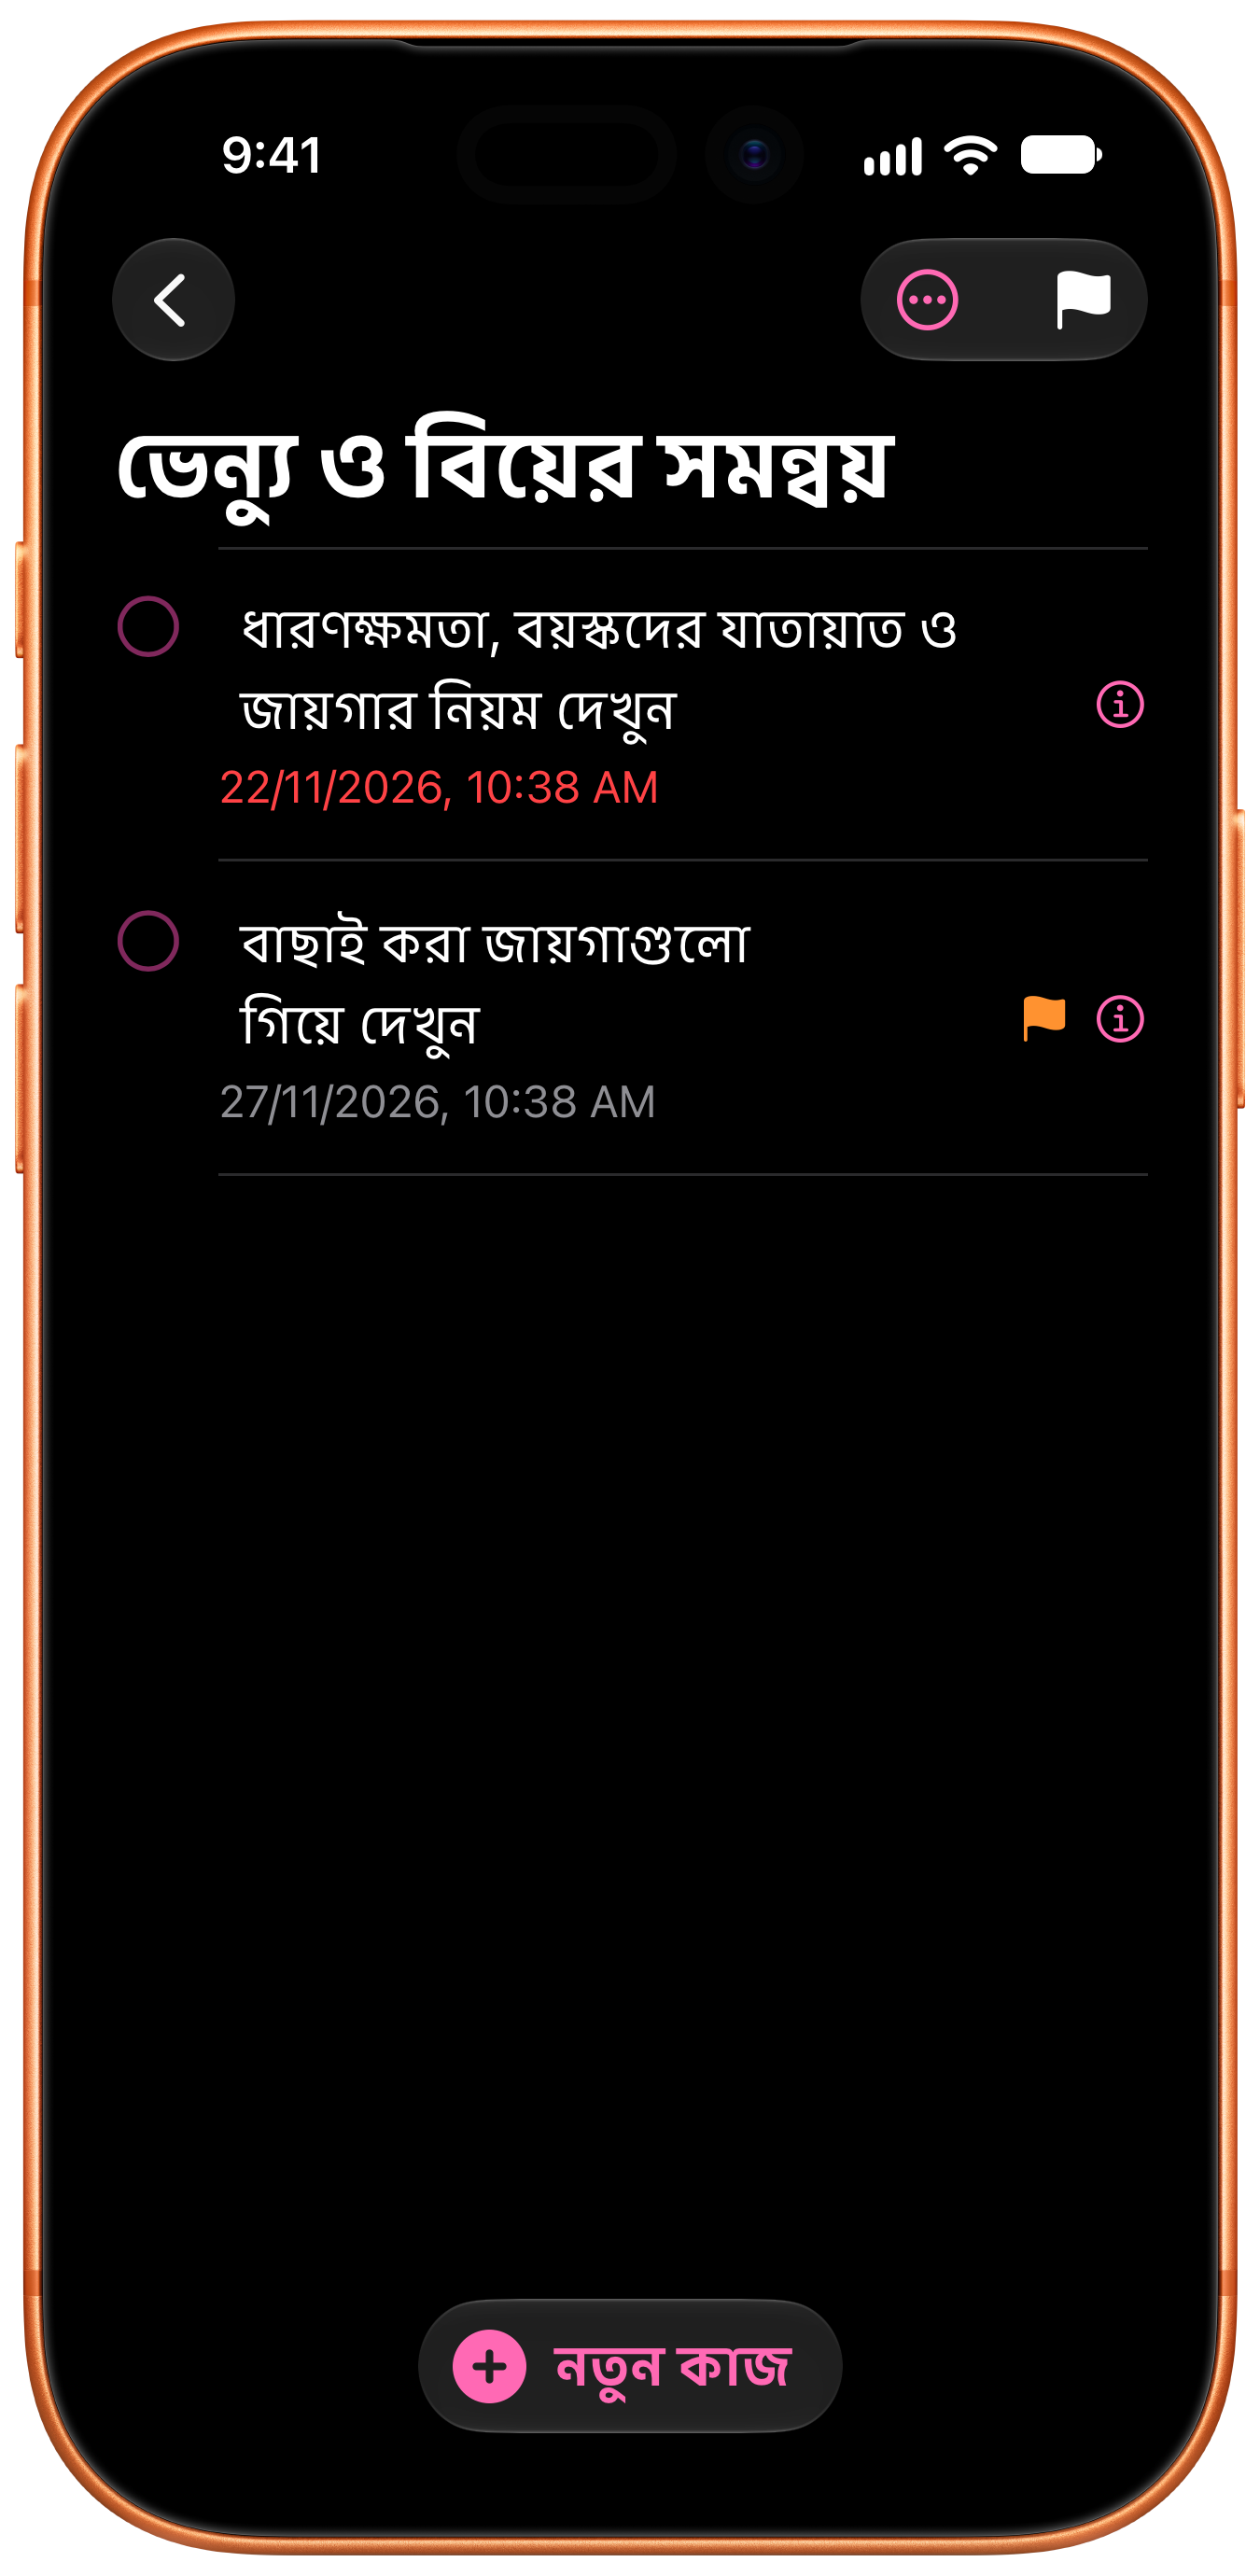 9:41
ভেন্যু ও বিয়ের সমন্বয়
ধারণক্ষমতা, বয়স্কদের যাতায়াত ও
জায়গার নিয়ম দেখুন
22/11/2026, 10:38 AM
বাছাই করা জায়গাগুলো
গিয়ে দেখুন
27/11/2026, 10:38 AM
নতুন কাজ